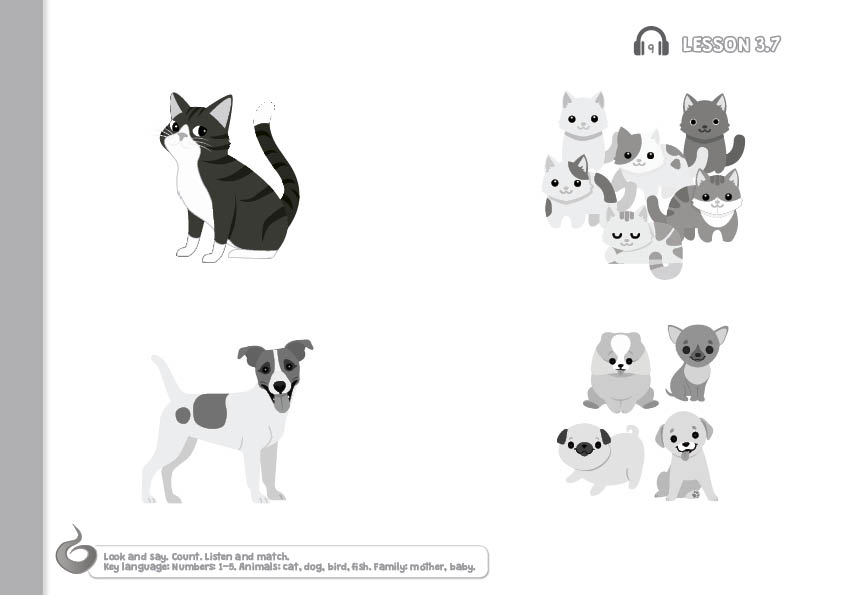 9 LESSON 3.7
Look and say. Count. Listen and match.
Key language: Numbers: 1–5. Animals: cat, dog, bird, fish. Family: mother, baby.